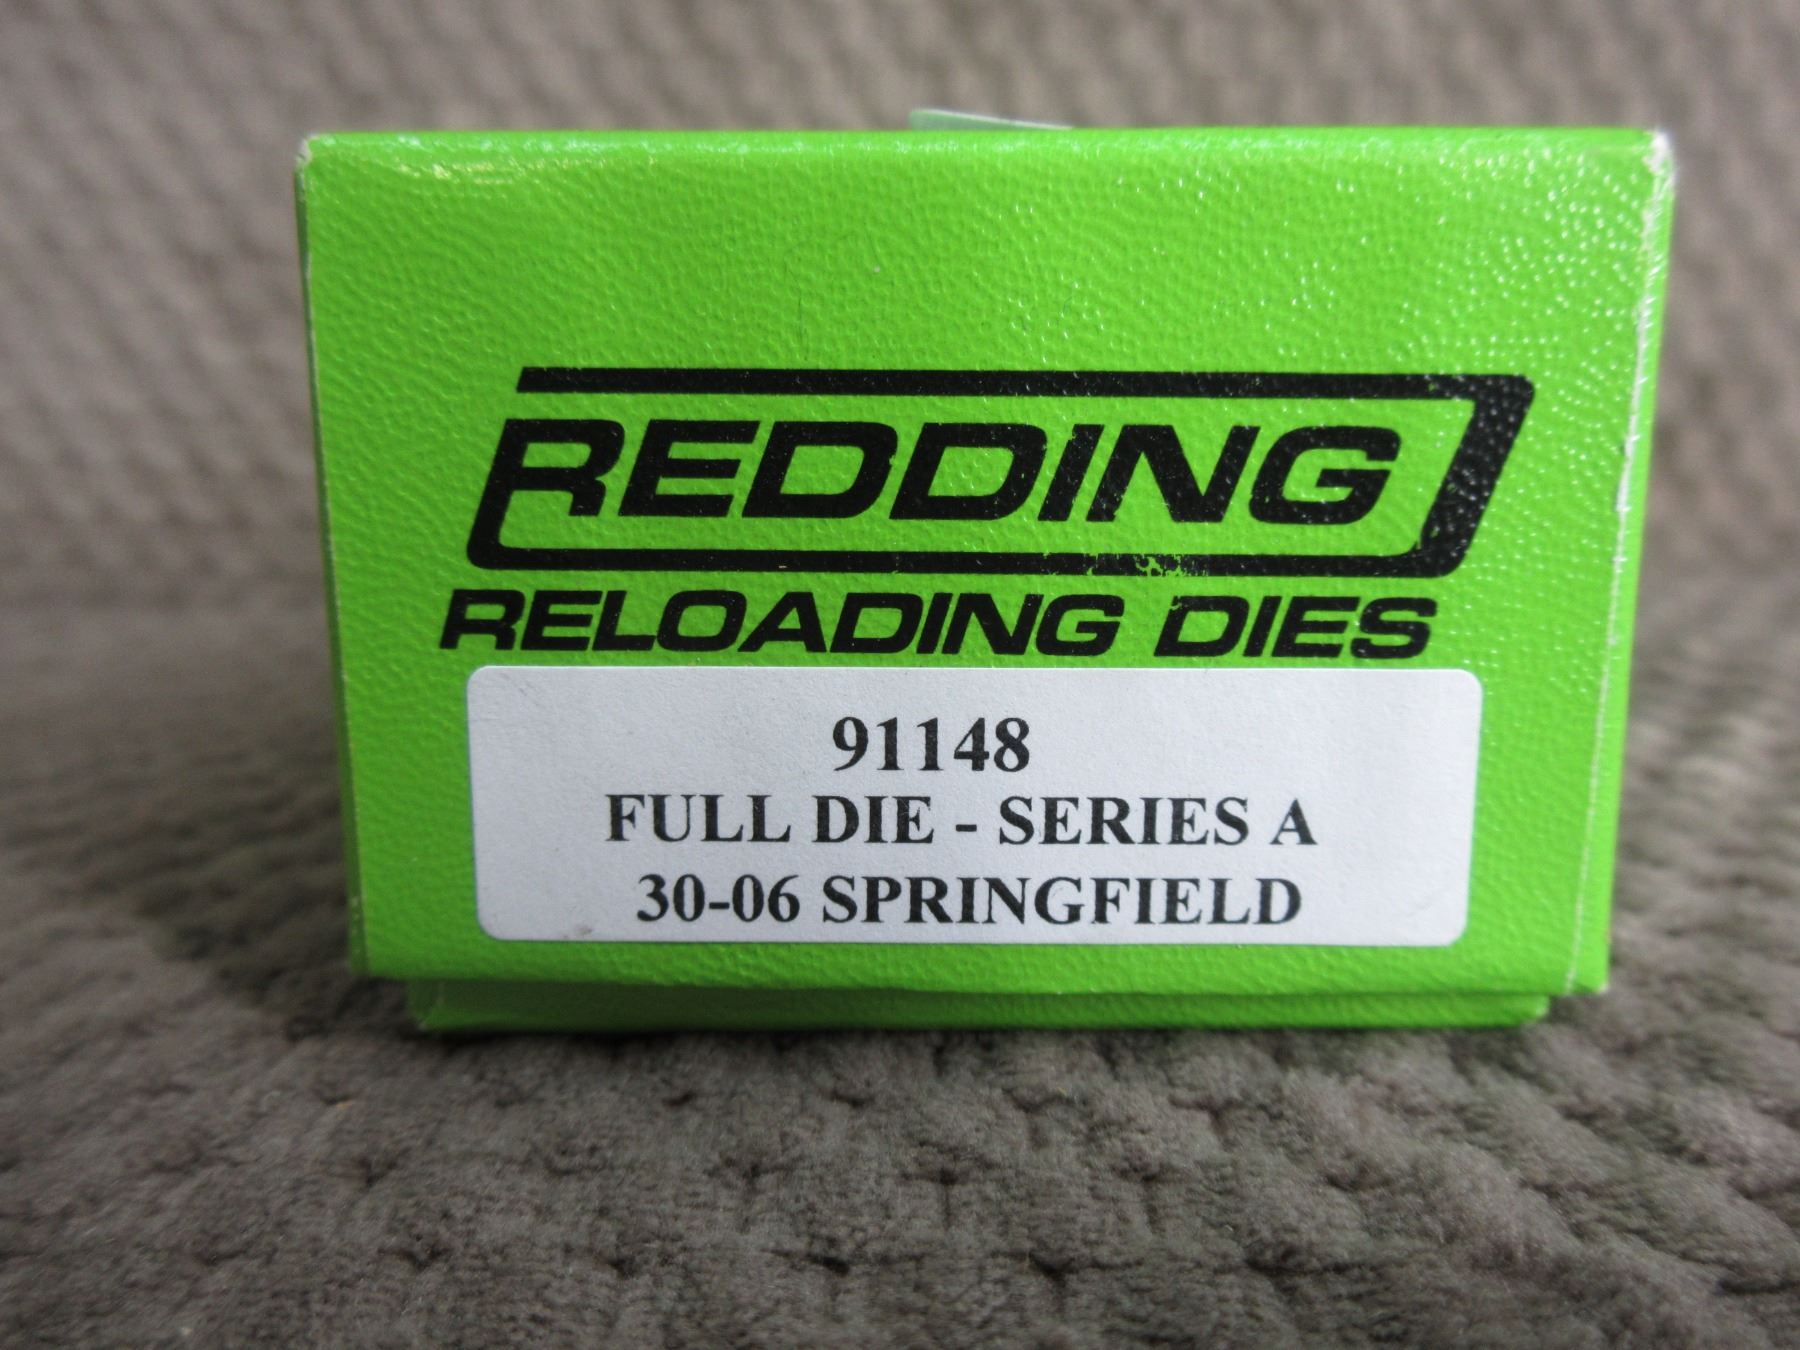 REDDING
RELOADING DIES
91148
FULL DIE - SERIES A
30-06 SPRINGFIELD